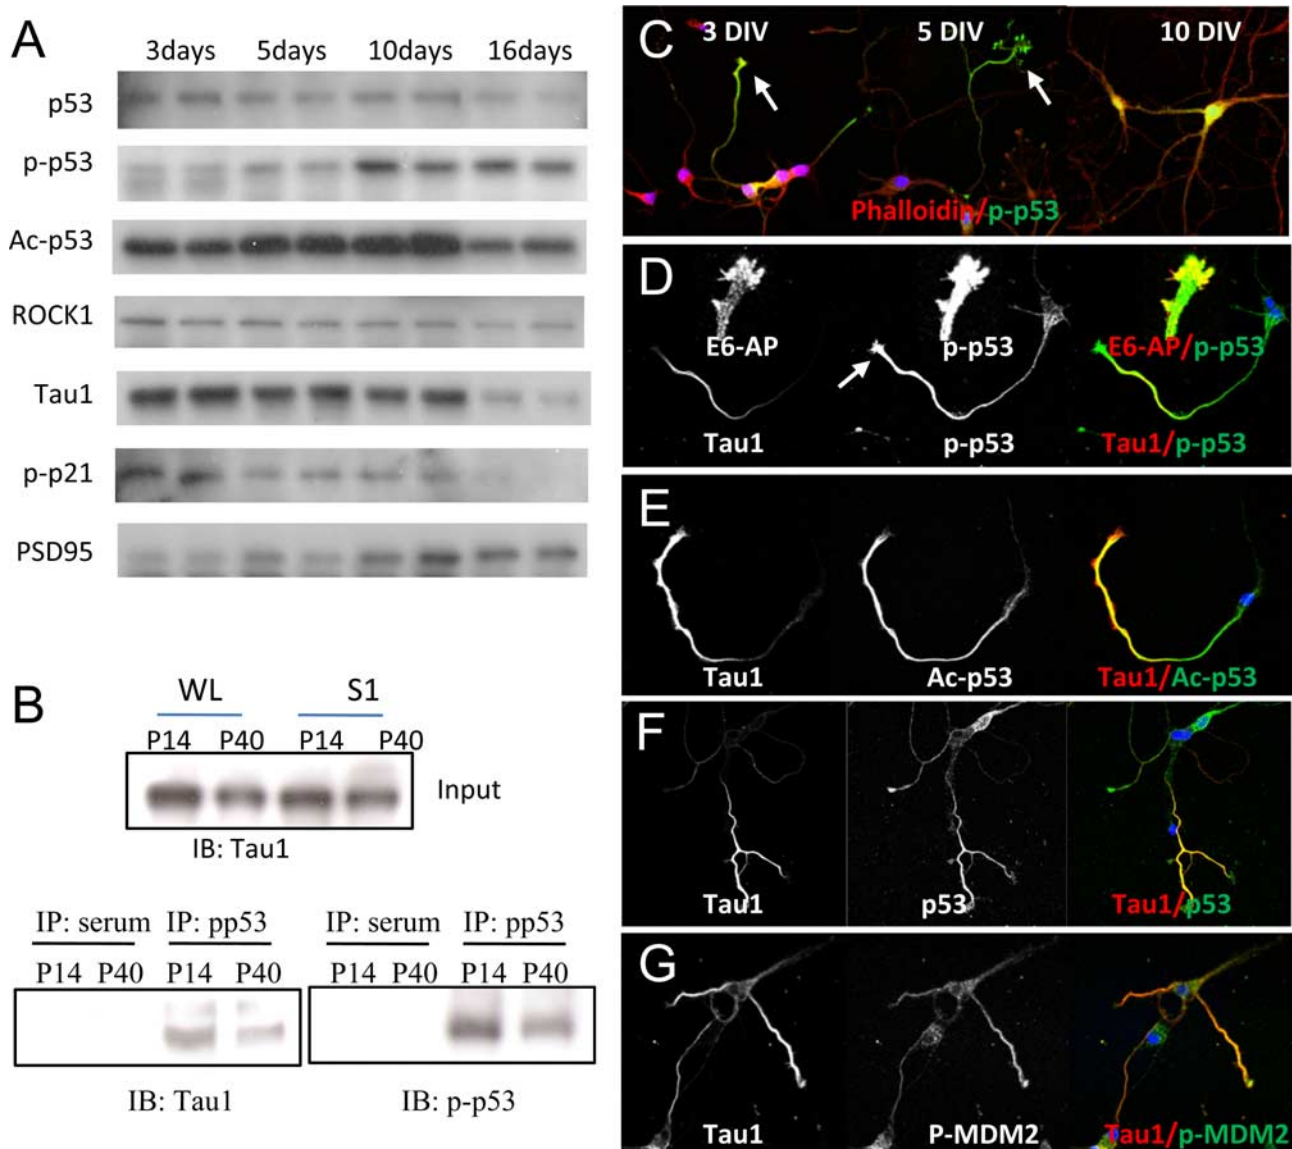 A
3days 5days 10days 16days
p53
p-p53
Ac-p53
ROCK1
Tau1
p-p21
PSD95
B
WL S1
P14 P40 P14 P40
Input
IB: Tau1
IP: serum IP: pp53 IP: serum IP: pp53
P14 P40 P14 P40 P14 P40 P14 P40
IB: Tau1 IB: p-p53
C
3 DIV 5 DIV 10 DIV
Phalloidin/p-p53
D
E6-AP p-p53 E6-AP/p-p53
Tau1 p-p53 Tau1/p-p53
E
Tau1 Ac-p53 Tau1/Ac-p53
F
Tau1 p53 Tau1/p53
G
Tau1 P-MDM2 Tau1/p-MDM2